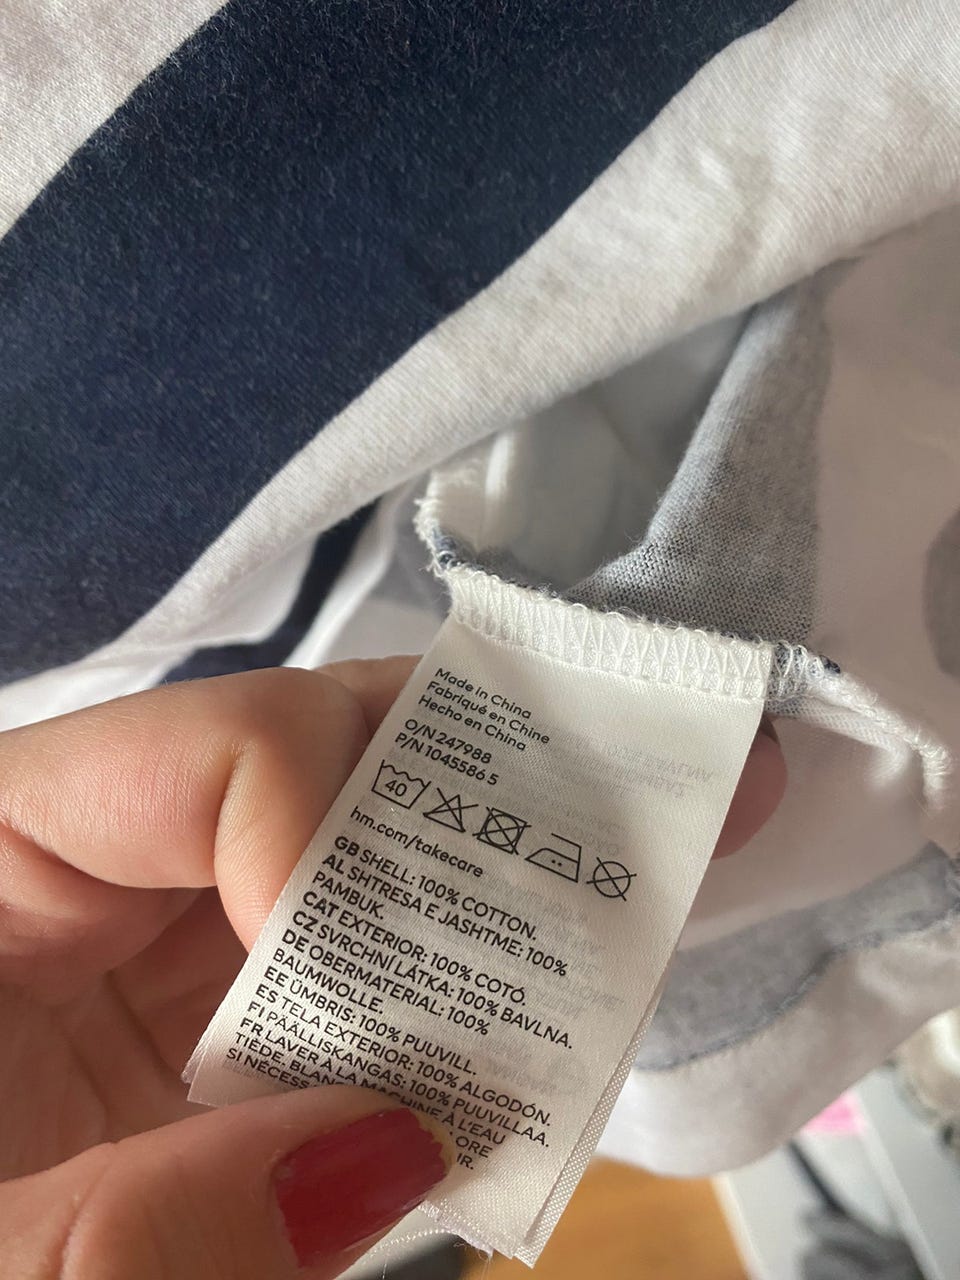 Made in China
Fabriqué en Chine
Hecho en China
O/N 247988
P/N 1045586 5
40
hm.com/takecare
GB SHELL: 100% COTTON.
AL SHTRESA E JASHTME: 100%
PAMBUK.
CAT EXTERIOR: 100% COTÓ.
CZ SVRCHNÍ LÁTKA: 100% BAVLNA.
DE OBERMATERIAL: 100%
BAUMWOLLE.
EE ÜMBRIS: 100% PUUVILL.
ES TELA EXTERIOR: 100% ALGODÓN.
FI PÄÄLLISKANGAS: 100% PUUVILLAA.
FR LAVER À LA MACHINE À L'EAU
TIÈDE.
SI